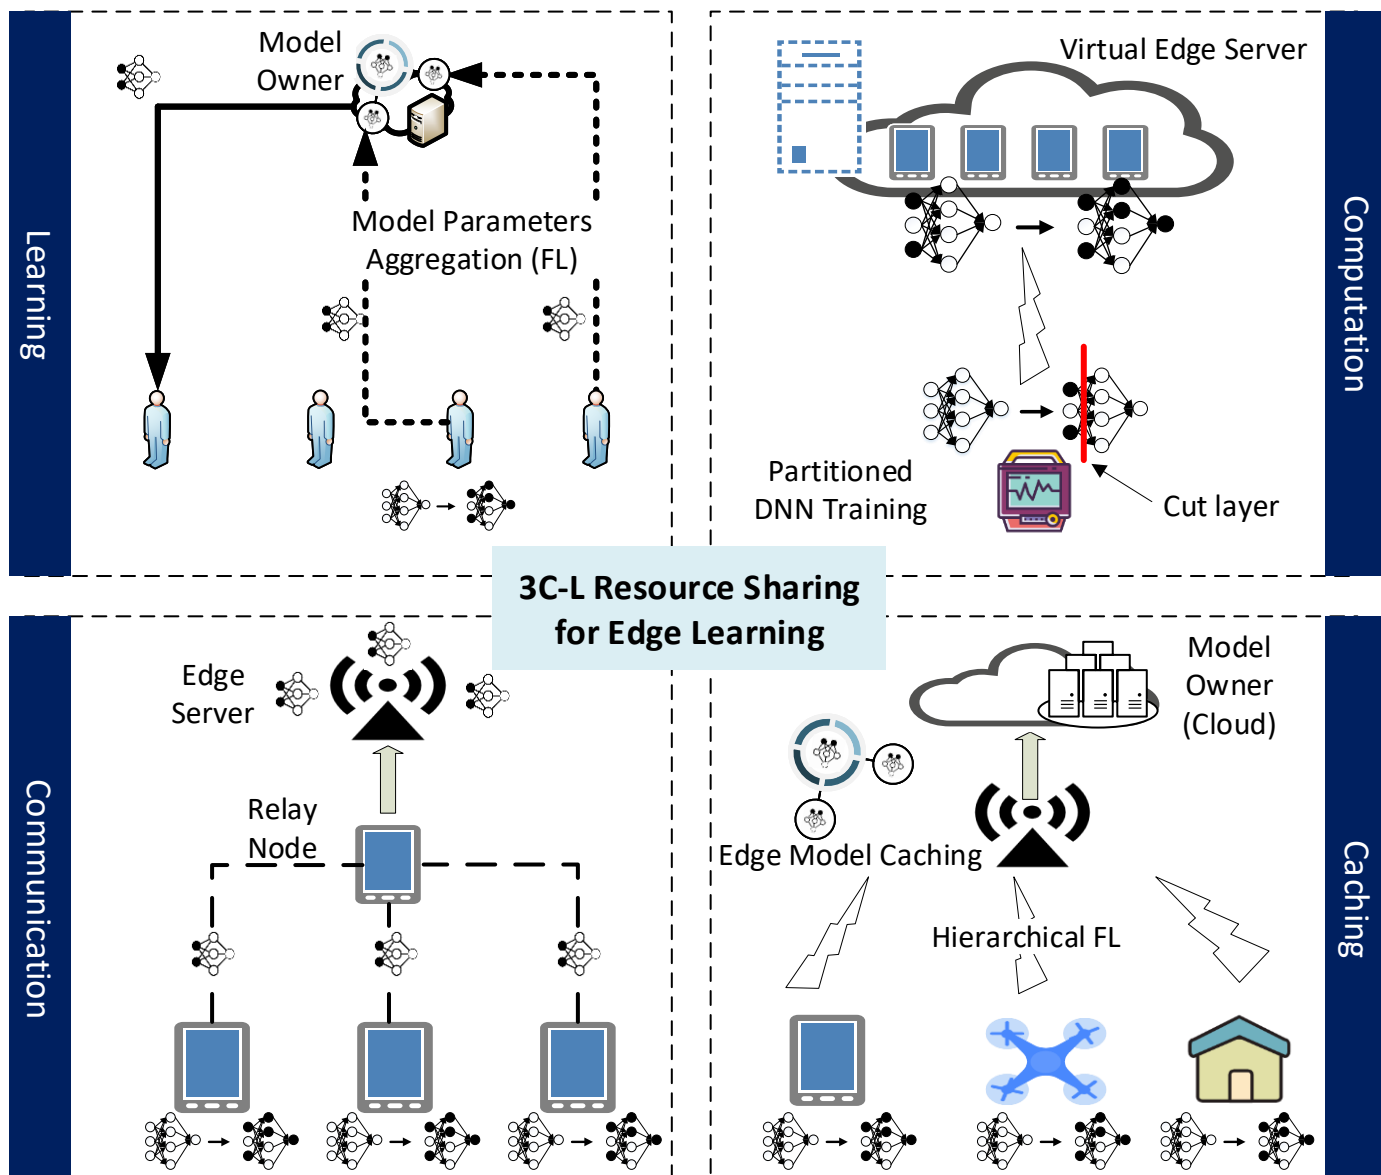 Learning
Model
Owner
Model Parameters
Aggregation (FL)
Virtual Edge Server
Partitioned
DNN Training
Cut layer
Computation
3C-L Resource Sharing
for Edge Learning
Communication
Edge
Server
Relay
Node
Model
Owner
(Cloud)
Edge Model Caching
Hierarchical FL
Caching